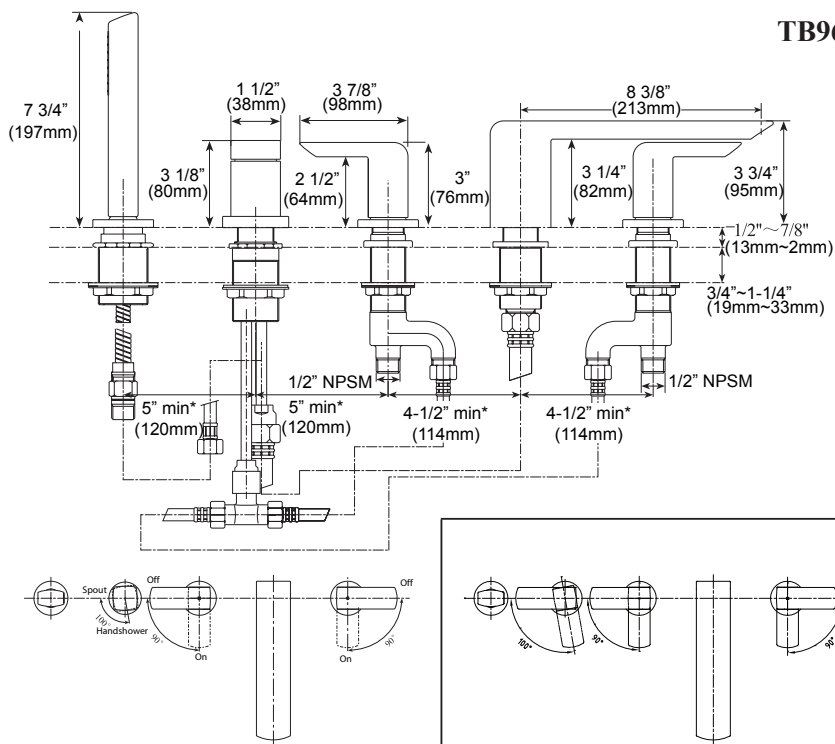 TB96
7 3/4”
(197mm)
1 1/2”
(38mm)
3 1/8”
(80mm)
3 7/8”
(98mm)
2 1/2”
(64mm)
3”
(76mm)
8 3/8”
(213mm)
3 1/4”
(82mm)
3 3/4”
(95mm)
1/2"～7/8"
(13mm~2mm)
3/4”~1-1/4”
(19mm~33mm)
1/2” NPSM
1/2” NPSM
5” min*
(120mm)
5” min*
(120mm)
4-1/2” min*
(114mm)
4-1/2” min*
(114mm)
Spout
Off
100°
Handshower
90°
On
Off
On
90°
100°
90°
90°